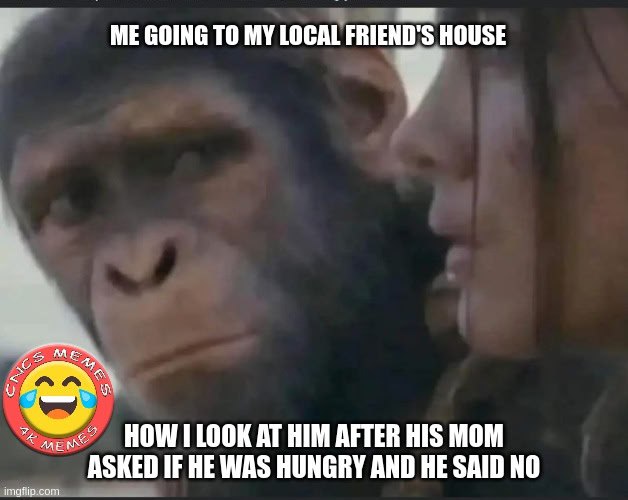 ME GOING TO MY LOCAL FRIEND'S HOUSE
CNCS MEMES
4K MEMES
HOW I LOOK AT HIM AFTER HIS MOM
ASKED IF HE WAS HUNGRY AND HE SAID NO
imgflip.com